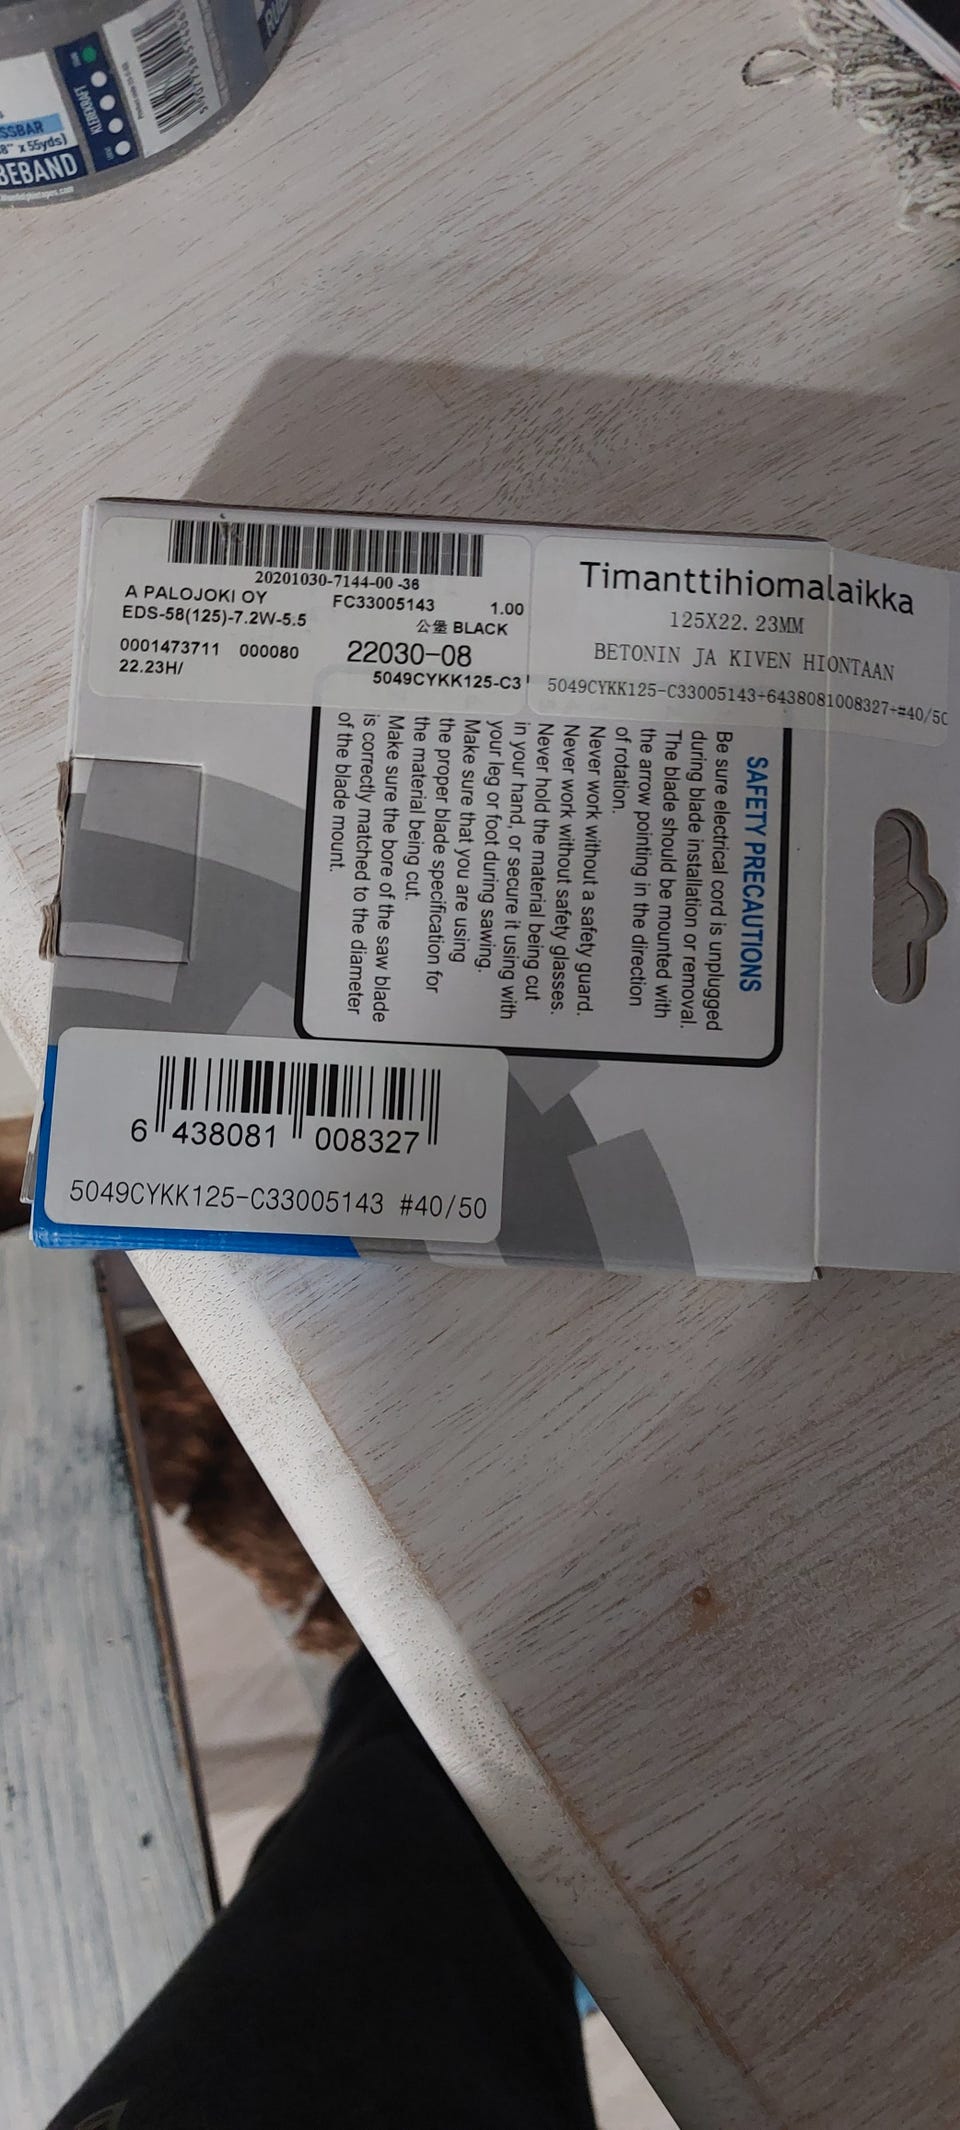 SSBAR
8" x 55yds)
BEBAND
KLEBEKRAFT
20201030-7144-00 -36
A PALOJOKI OY FC33005143 1.00
EDS-58(125)-7.2W-5.5 公堡 BLACK
0001473711 000080 22030-08
22.23H/ 5049CYKK125-C3
Timanttihiomalaikka
125X22.23MM
BETONIN JA KIVEN HIONTAAN
5049CYKK125-C33005143+6438081008327+#40/50
SAFETY PRECAUTIONS
Be sure electrical cord is unplugged
during blade installation or removal.
The blade should be mounted with
the arrow pointing in the direction
of rotation.
Never work without a safety guard.
Never work without safety glasses.
Never hold the material being cut
in your hand, or secure it using with
your leg or foot during sawing.
Make sure that you are using
the proper blade specification for
the material being cut.
Make sure the bore of the saw blade
is correctly matched to the diameter
of the blade mount.
6 438081 008327
5049CYKK125-C33005143 #40/50